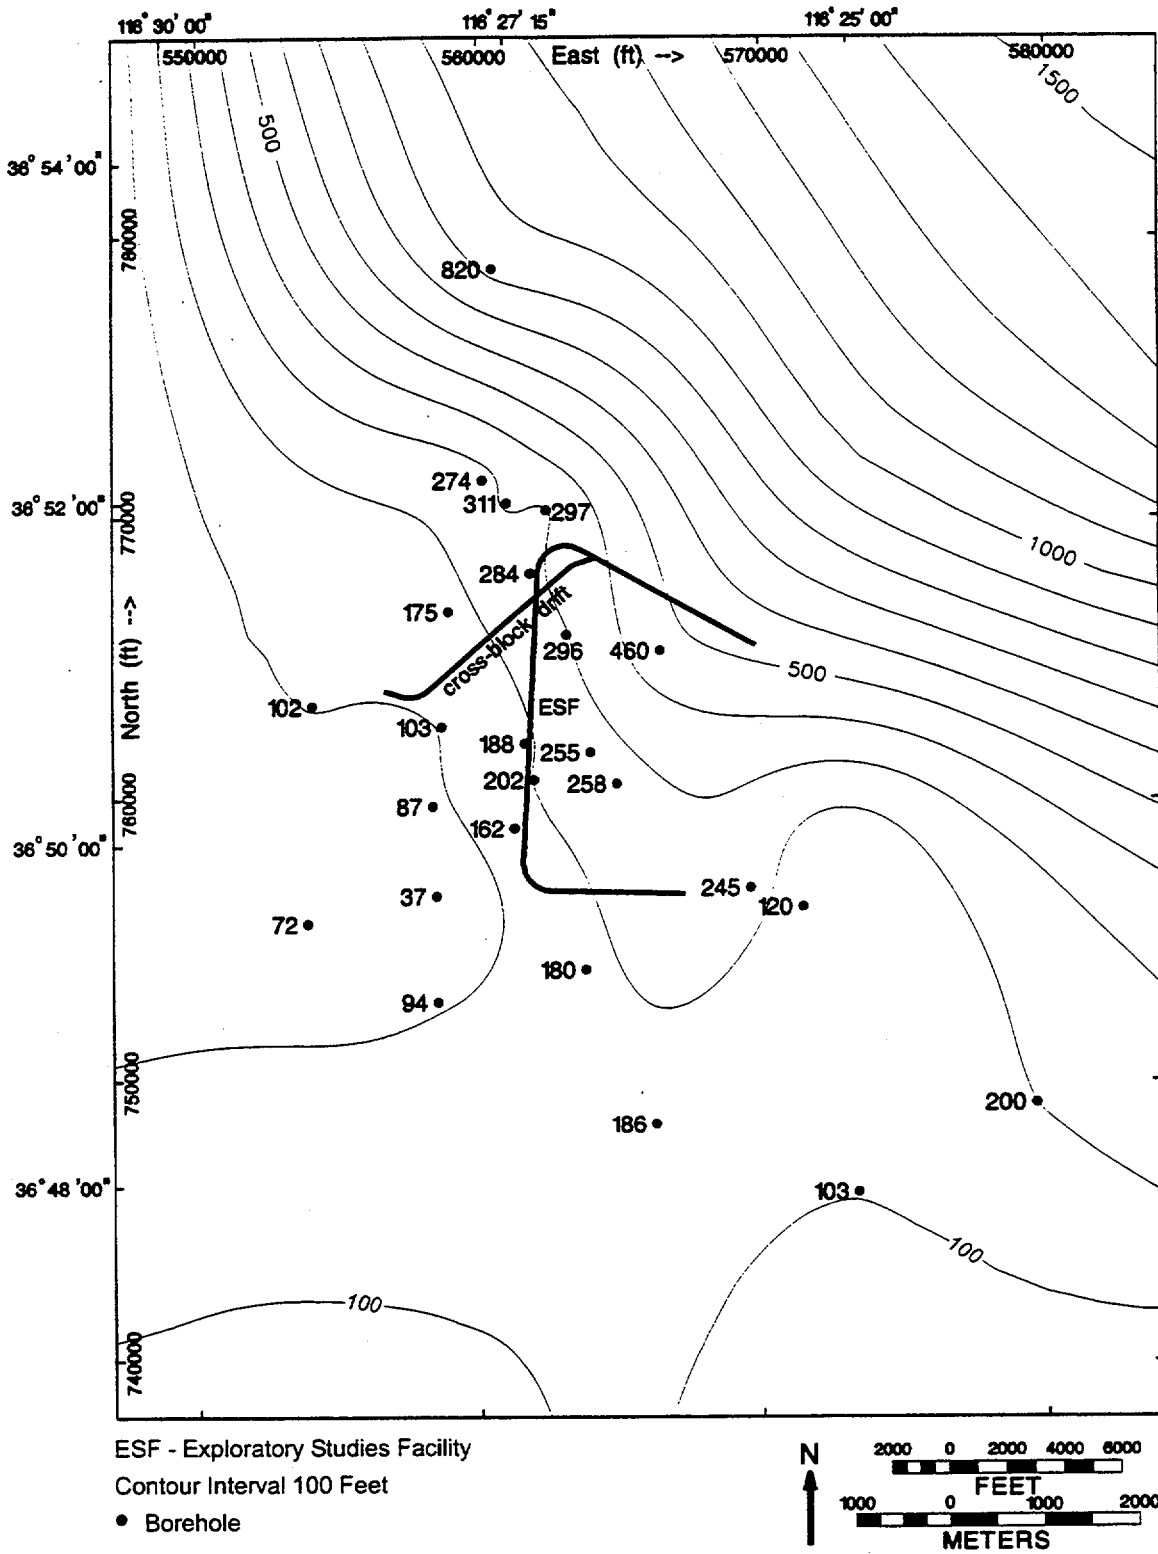 116° 30' 00"
116° 27' 15"
116° 25' 00"
550000
560000
East (ft) -->
570000
580000
1500
500
36° 54' 00"
780000
820
274
36° 52' 00"
311
297
770000
1000
284
175
cross-block drift
296
460
North (ft) -->
500
102
ESF
103
188
255
202
258
87
760000
162
36° 50' 00"
245
37
120
72
180
94
750000
200
186
36° 48' 00"
103
100
100
740000
ESF - Exploratory Studies Facility
Contour Interval 100 Feet
Borehole
N
2000 0 2000 4000 6000
FEET
1000 0 1000 2000
METERS